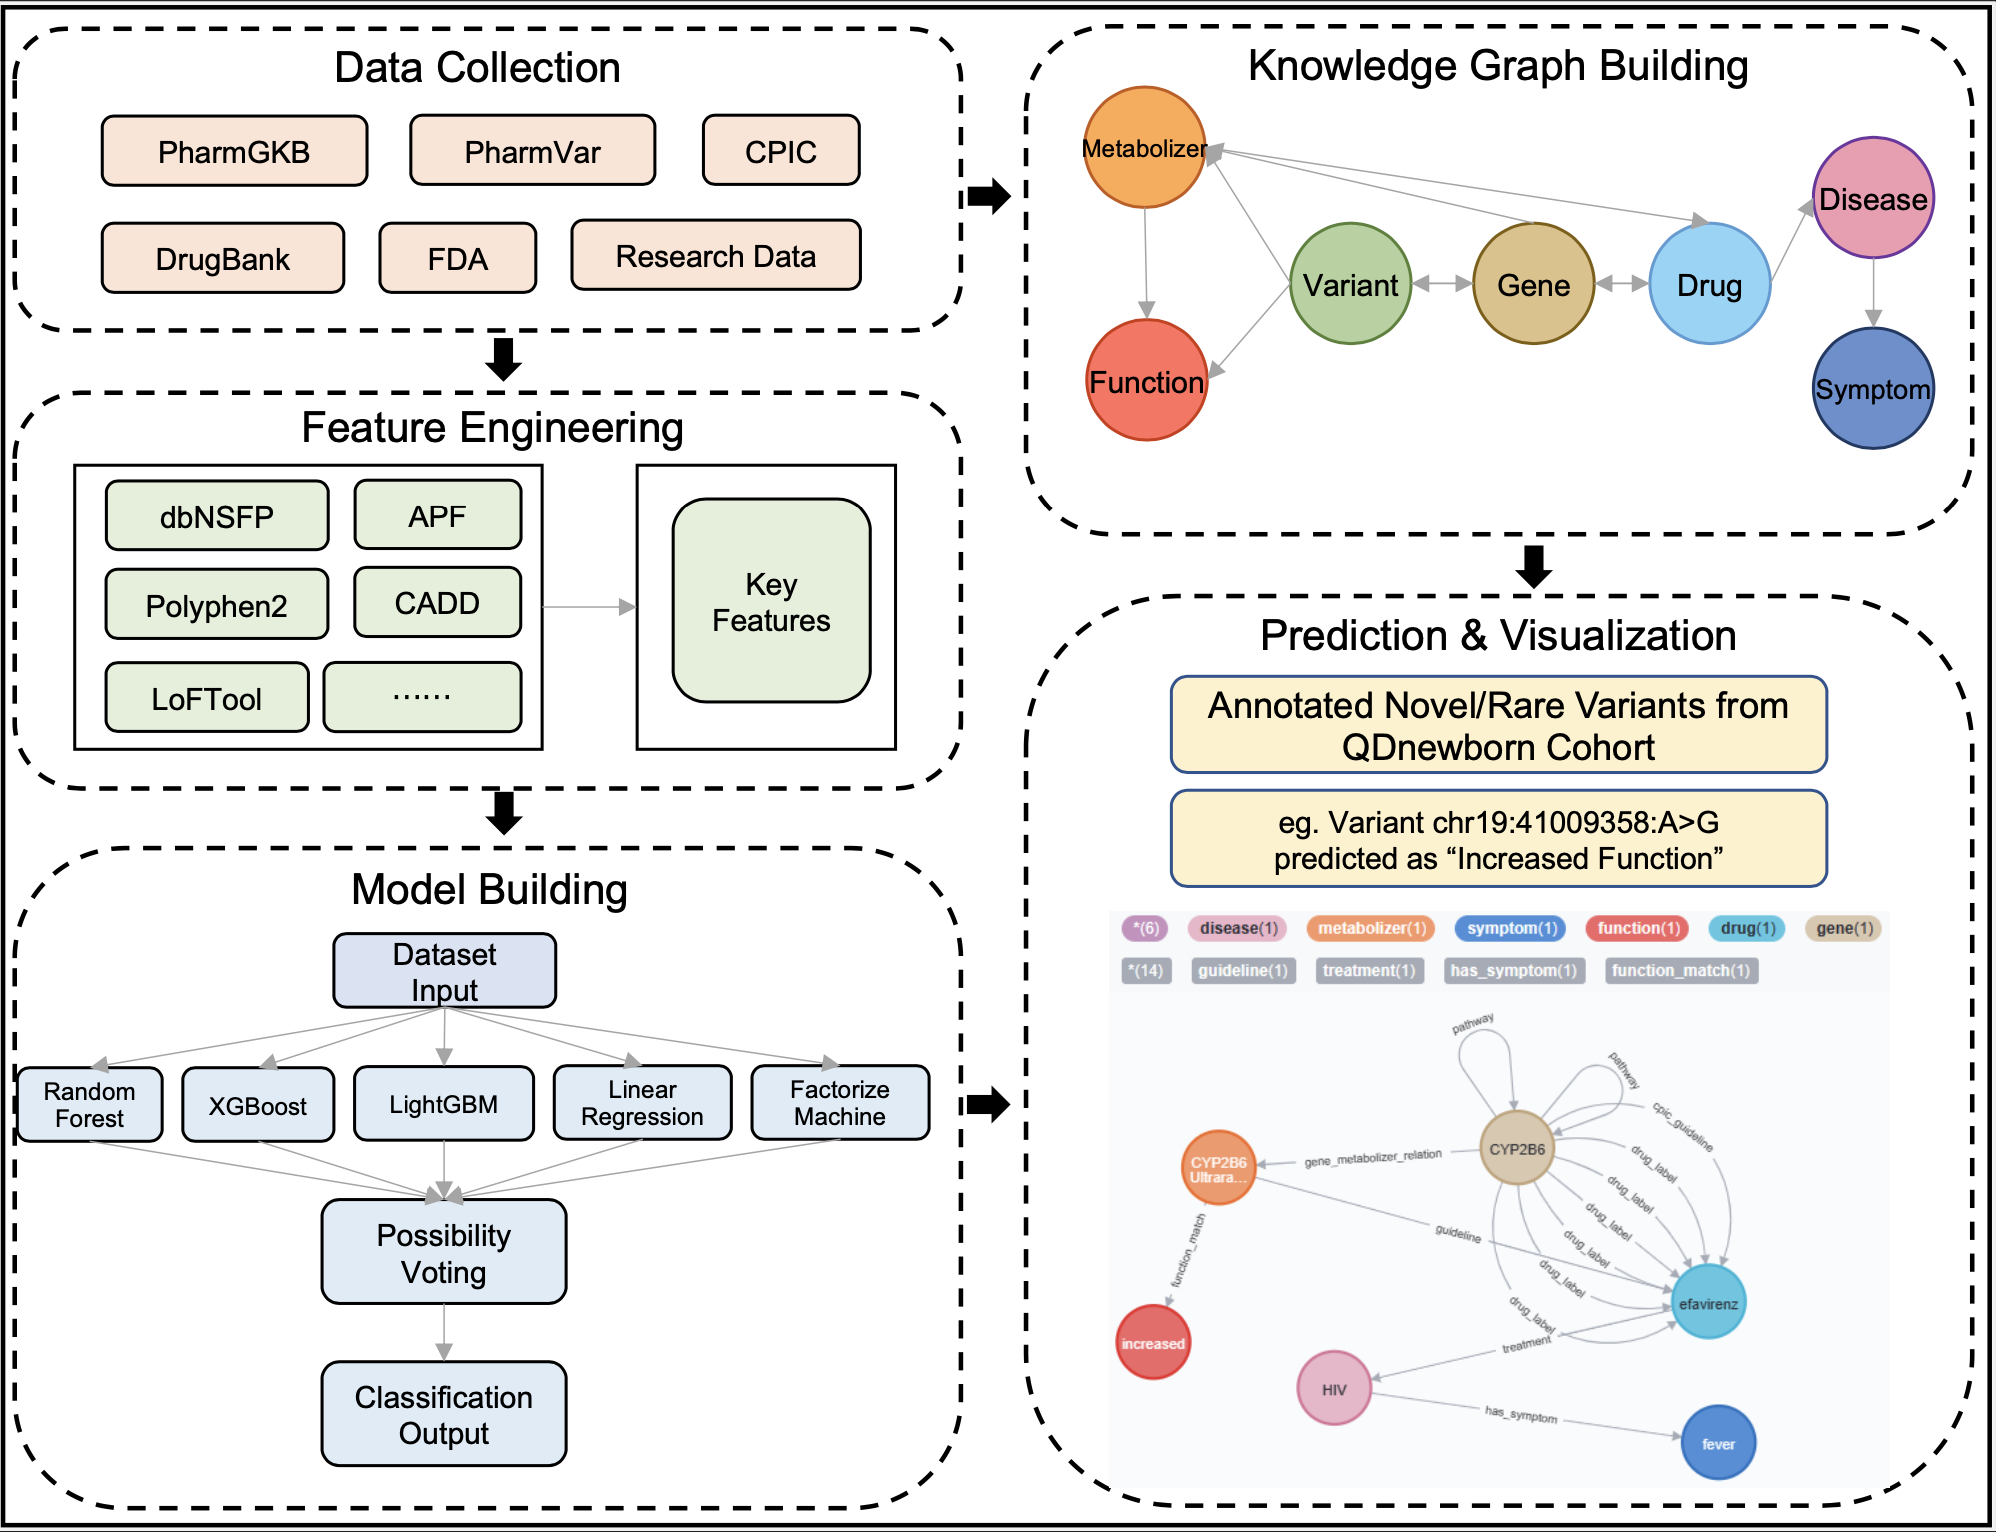 Data Collection
PharmGKB
PharmVar
CPIC
DrugBank
FDA
Research Data
Feature Engineering
dbNSFP
APF
Polyphen2
CADD
LoFTool
......
Key
Features
Model Building
Dataset
Input
Random
Forest
XGBoost
LightGBM
Linear
Regression
Factorize
Machine
Possibility
Voting
Classification
Output
Knowledge Graph Building
Metabolizer
Disease
Variant
Gene
Drug
Function
Symptom
Prediction & Visualization
Annotated Novel/Rare Variants from
QDnewborn Cohort
eg. Variant chr19:41009358:A>G
predicted as “Increased Function”
*(6)
disease(1)
metabolizer(1)
symptom(1)
function(1)
drug(1)
gene(1)
*(14)
guideline(1)
treatment(1)
has_symptom(1)
function_match(1)
pathway
pathway
cpic_guideline
CYP2B6
drug_label
drug_label
drug_label
drug_label
drug_label
drug_label
gene_metabolizer_relation
CYP2B6
Ultrara...
guideline
function_match
efavirenz
increased
treatment
HIV
has_symptom
fever